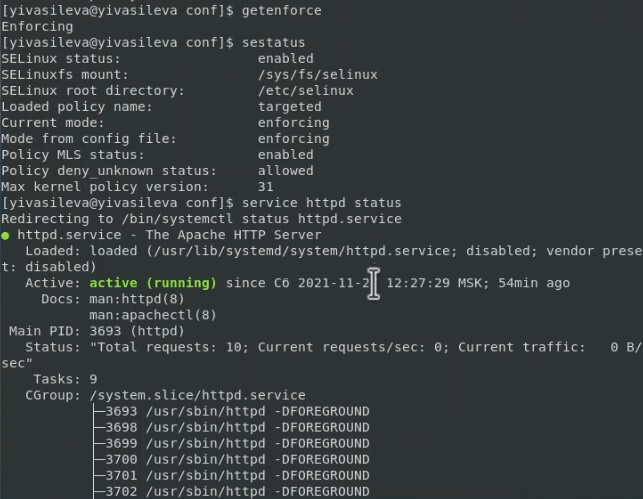 [yivasileva@yivasileva conf]$ getenforce
Enforcing
[yivasileva@yivasileva conf]$ sestatus
SELinux status:                 enabled
SELinuxfs mount:                /sys/fs/selinux
SELinux root directory:         /etc/selinux
Loaded policy name:             targeted
Current mode:                   enforcing
Mode from config file:          enforcing
Policy MLS status:              enabled
Policy deny_unknown status:     allowed
Max kernel policy version:      31
[yivasileva@yivasileva conf]$ service httpd status
Redirecting to /bin/systemctl status httpd.service
● httpd.service - The Apache HTTP Server
   Loaded: loaded (/usr/lib/systemd/system/httpd.service; disabled; vendor prese
t: disabled)
   Active: active (running) since Сб 2021-11-2 12:27:29 MSK; 54min ago
     Docs: man:httpd(8)
           man:apachectl(8)
 Main PID: 3693 (httpd)
   Status: "Total requests: 10; Current requests/sec: 0; Current traffic:   0 B/
sec"
    Tasks: 9
   CGroup: /system.slice/httpd.service
           ├─3693 /usr/sbin/httpd -DFOREGROUND
           ├─3698 /usr/sbin/httpd -DFOREGROUND
           ├─3699 /usr/sbin/httpd -DFOREGROUND
           ├─3700 /usr/sbin/httpd -DFOREGROUND
           ├─3701 /usr/sbin/httpd -DFOREGROUND
           ├─3702 /usr/sbin/httpd -DFOREGROUND